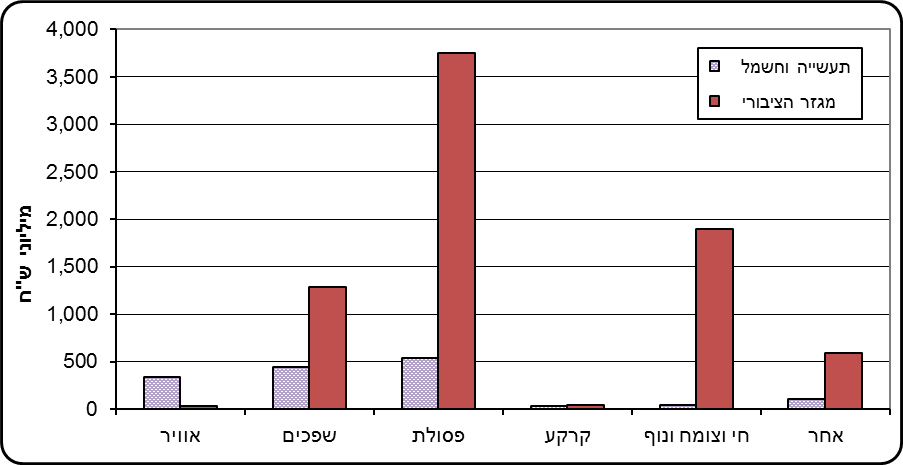 4,000
3,500
3,000
2,500
2,000
1,500
1,000
500
0
מיליוני ש"ח
תעשייה וחשמל
מגזר הציבורי
אוויר
שפכים
פסולת
קרקע
חי וצומח ונוף
אחר